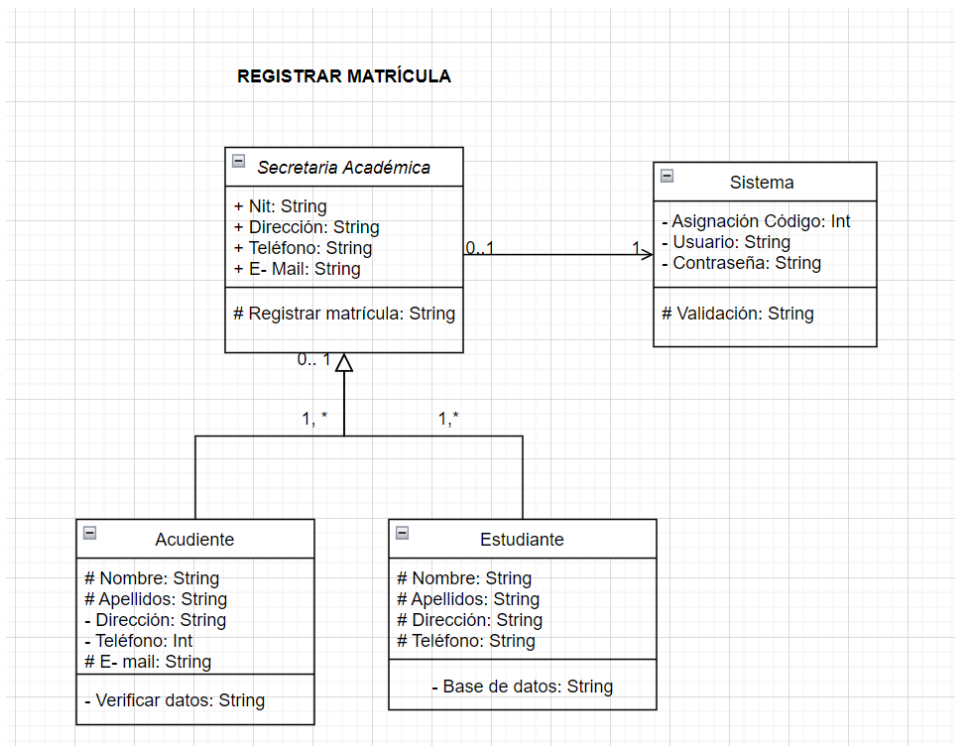 REGISTRAR MATRÍCULA
Secretaria Académica
+ Nit: String
+ Dirección: String
+ Teléfono: String
+ E- Mail: String
# Registrar matrícula: String
0..1
1
Sistema
- Asignación Código: Int
- Usuario: String
- Contraseña: String
# Validación: String
0.. 1
1, *
1,*
Acudiente
# Nombre: String
# Apellidos: String
- Dirección: String
- Teléfono: Int
# E- mail: String
- Verificar datos: String
Estudiante
# Nombre: String
# Apellidos: String
# Dirección: String
# Teléfono: String
- Base de datos: String